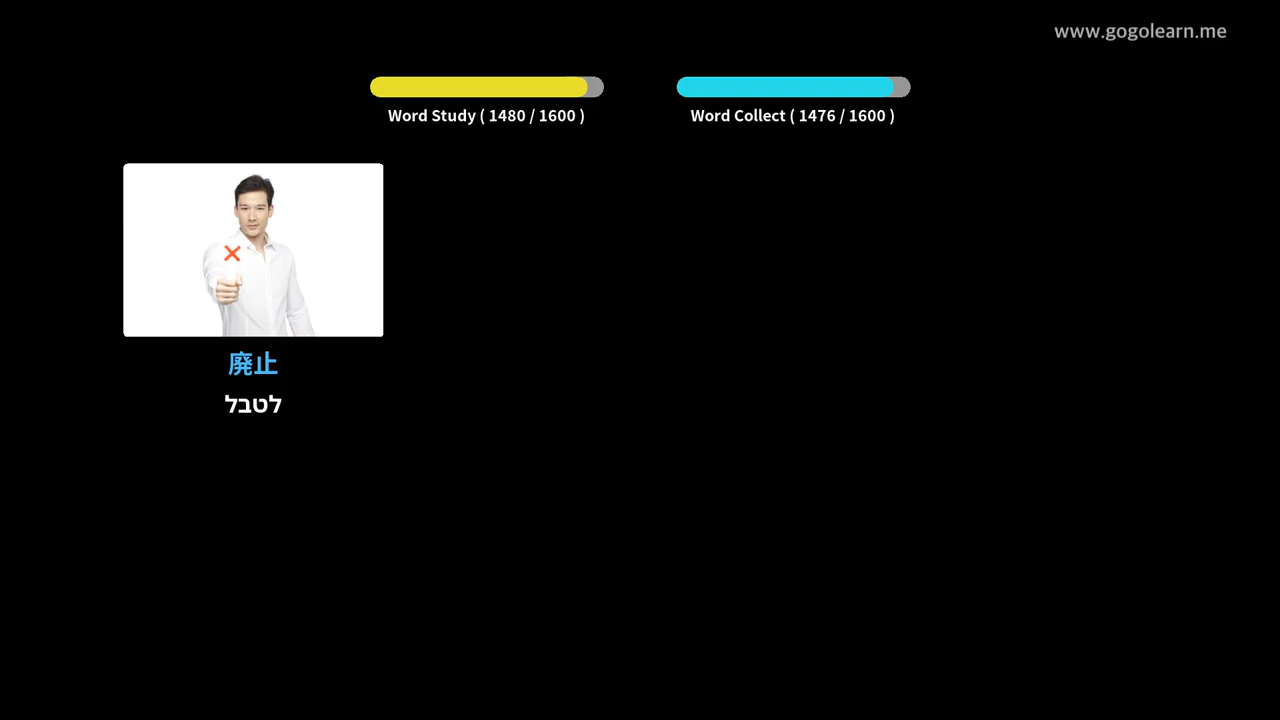 www.gogolearn.me
Word Study ( 1480 / 1600 )
Word Collect ( 1476 / 1600 )
廃止
לטבל